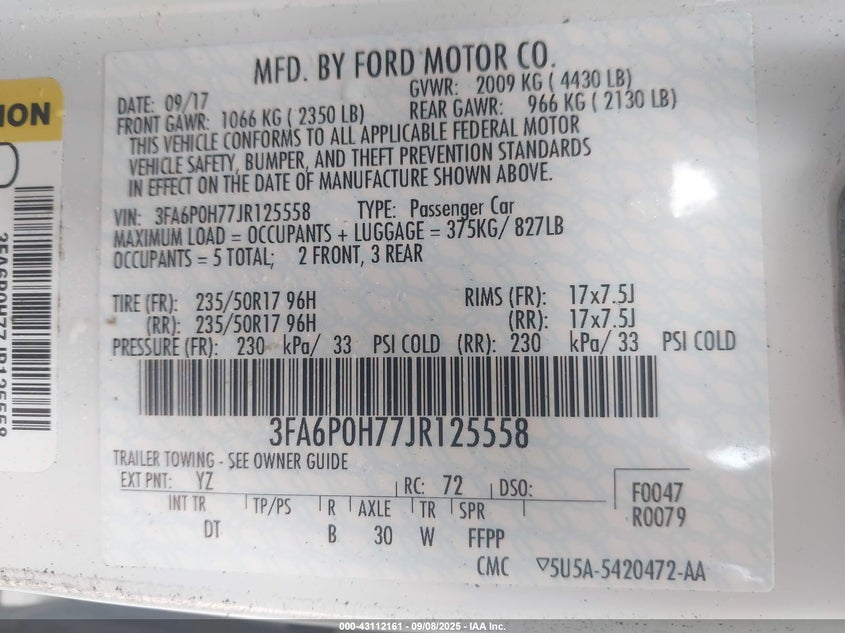 MFD. BY FORD MOTOR CO.
DATE: 09/17 GVWR: 2009 KG ( 4430 LB)
FRONT GAWR: 1066 KG ( 2350 LB) REAR GAWR: 966 KG ( 2130 LB)
THIS VEHICLE CONFORMS TO ALL APPLICABLE FEDERAL MOTOR
VEHICLE SAFETY, BUMPER, AND THEFT PREVENTION STANDARDS
IN EFFECT ON THE DATE OF MANUFACTURE SHOWN ABOVE.
VIN: 3FA6P0H77JR125558 TYPE: Passenger Car
MAXIMUM LOAD = OCCUPANTS + LUGGAGE = 375KG/ 827LB
OCCUPANTS = 5 TOTAL; 2 FRONT, 3 REAR
TIRE (FR): 235/50R17 96H RIMS (FR): 17x7.5J
(RR): 235/50R17 96H (RR): 17x7.5J
PRESSURE (FR): 230 kPa/ 33 PSI COLD (RR): 230 kPa/ 33 PSI COLD
3FA6P0H77JR125558
TRAILER TOWING - SEE OWNER GUIDE
EXT PNT: YZ RC: 72 DSO:
INT TR TP/PS R AXLE TR SPR
DT B 30 W FFPP
F0047
R0079
CMC ▽5U5A-5420472-AA
3FA6P0H77JR125558
000-43112161 - 09/08/2025 - IAA Inc.